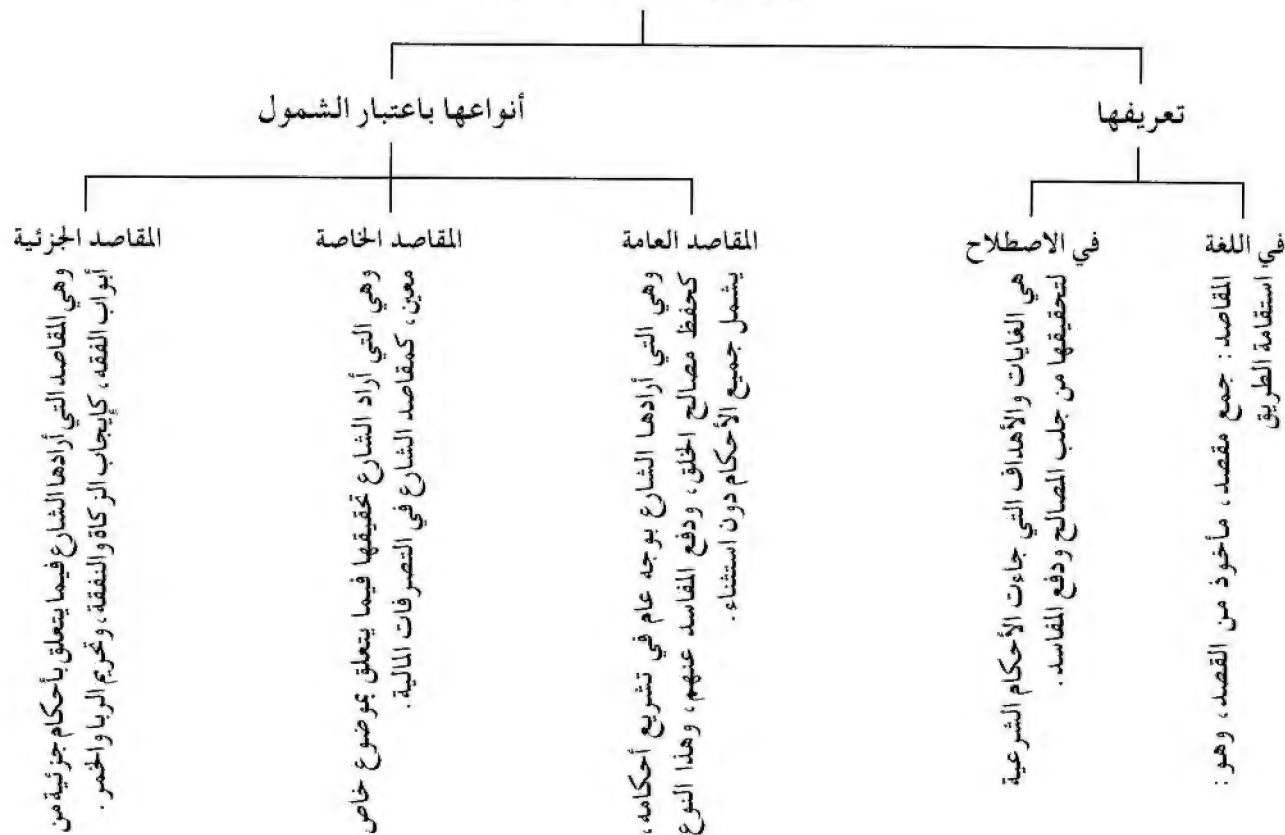 تعريفها
في اللغة
المقاصد : جمع مقصد ، مأخوذ من القصد ، وهو :
استقامة الطريق
في الاصطلاح
هي الغايات والأهداف التي جاءت الأحكام الشرعية
لتحقيقها من جلب المصالح ودفع المفاسد .
أنواعها باعتبار الشمول
المقاصد العامة
وهي التي أرادها الشارع بوجه عام في تشريع أحكامه ،
كحفظ مصالح الخلق ، ودفع المفاسد عنهم ، وهذا النوع
يشمل جميع الأحكام دون استثناء .
المقاصد الخاصة
وهي التي أراد الشارع تحقيقها فيما يتعلق بموضوع خاص
معين ، كمقاصد الشارع في التصرفات المالية .
المقاصد الجزئية
وهي المقاصد التي أرادها الشارع فيما يتعلق بأحكام جزئية من
أبواب الفقه ، كإيجاب الزكاة والنفقة ، وتحريم الربا والخمر .